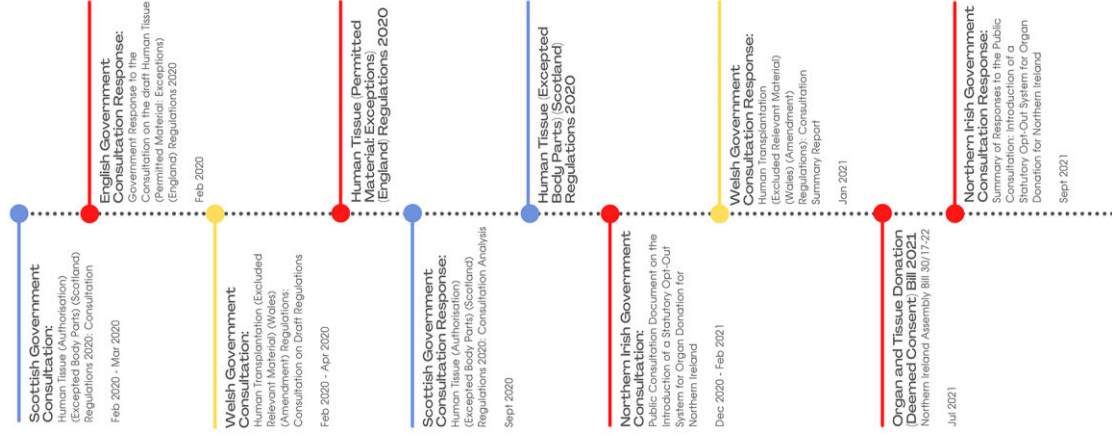 Scottish Government
Consultation:
Human Tissue (Authorisation)
(Excepted Body Parts) (Scotland)
Regulations 2020: Consultation
Feb 2020 - Mar 2020
English Government
Consultation Response:
Government Response to the
Consultation on the draft Human Tissue
(Permitted Material: Exceptions)
(England) Regulations 2020
Feb 2020
Welsh Government
Consultation:
Human Transplantation (Excluded
Relevant Material) (Wales)
(Amendment) Regulations:
Consultation on Draft Regulations
Feb 2020 - Apr 2020
Human Tissue (Permitted
Material: Exceptions)
(England) Regulations 2020
Scottish Government
Consultation Response:
Human Tissue (Authorisation)
(Excepted Body Parts) (Scotland)
Regulations 2020: Consultation Analysis
Sept 2020
Human Tissue (Excepted
Body Parts) (Scotland)
Regulations 2020
Northern Irish Government
Consultation:
Public Consultation Document on the
Introduction of a Statutory Opt-Out
System for Organ Donation for
Northern Ireland
Dec 2020 - Feb 2021
Welsh Government
Consultation Response:
Human Transplantation
(Excluded Relevant Material)
(Wales) (Amendment)
Regulations): Consultation
Summary Report
Jan 2021
Organ and Tissue Donation
(Deemed Consent) Bill 2021
Northern Ireland Assembly Bill 30/17-22
Jul 2021
Northern Irish Government
Consultation Response:
Summary of Responses to the Public
Consultation: Introduction of a
Statutory Opt-Out System for Organ
Donation for Northern Ireland
Sept 2021